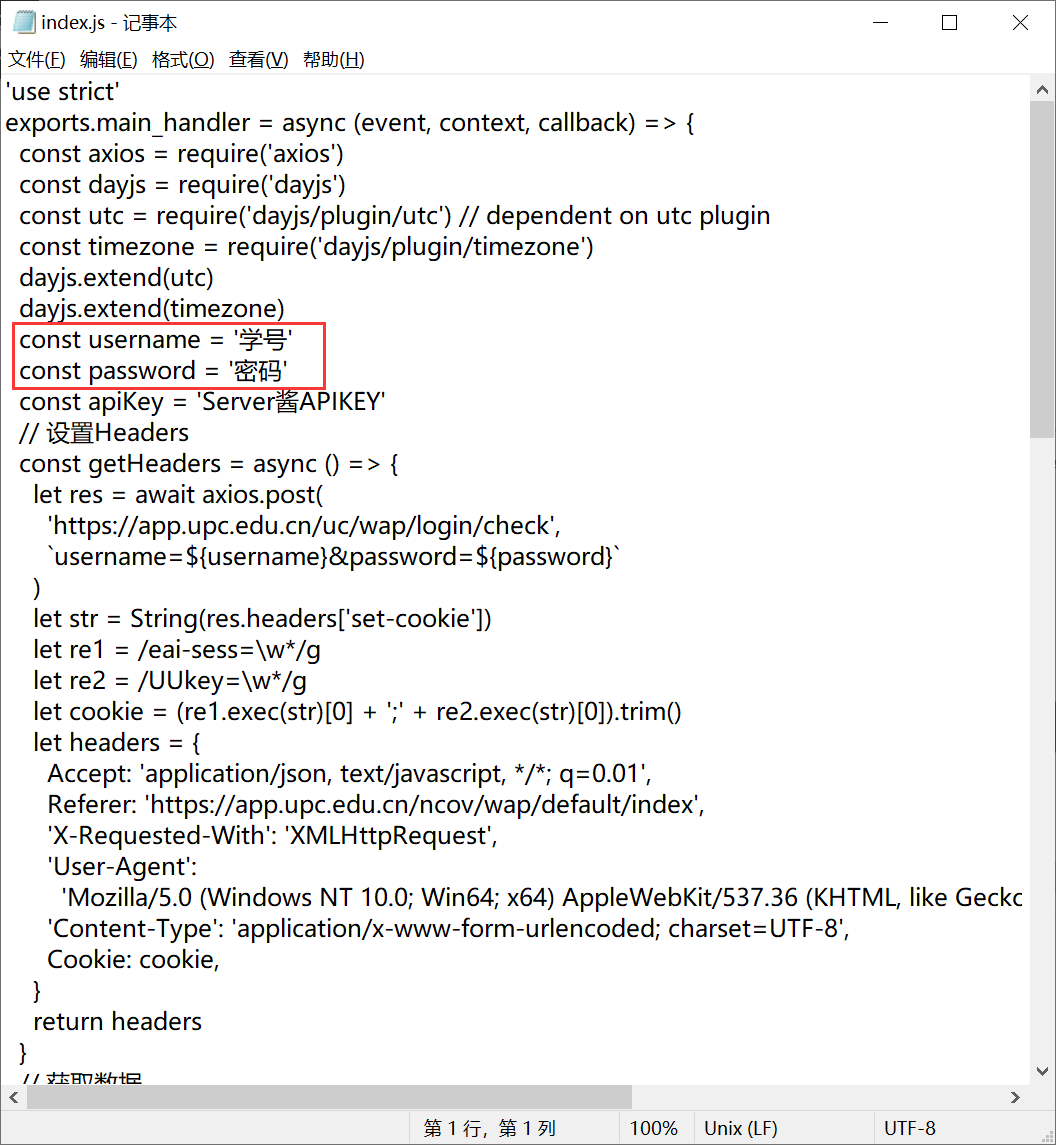 index.js - 记事本
文件(F) 编辑(E) 格式(O) 查看(V) 帮助(H)
'use strict'
exports.main_handler = async (event, context, callback) => {
  const axios = require('axios')
  const dayjs = require('dayjs')
  const utc = require('dayjs/plugin/utc') // dependent on utc plugin
  const timezone = require('dayjs/plugin/timezone')
  dayjs.extend(utc)
  dayjs.extend(timezone)
  const username = '学号'
  const password = '密码'
  const apiKey = 'Server酱APIKEY'
  // 设置Headers
  const getHeaders = async () => {
    let res = await axios.post(
      'https://app.upc.edu.cn/uc/wap/login/check',
      `username=${username}&password=${password}`
    )
    let str = String(res.headers['set-cookie'])
    let re1 = /eai-sess=\w*/g
    let re2 = /UUkey=\w*/g
    let cookie = (re1.exec(str)[0] + ';' + re2.exec(str)[0]).trim()
    let headers = {
      Accept: 'application/json, text/javascript, */*; q=0.01',
      Referer: 'https://app.upc.edu.cn/ncov/wap/default/index',
      'X-Requested-With': 'XMLHttpRequest',
      'User-Agent':
        'Mozilla/5.0 (Windows NT 10.0; Win64; x64) AppleWebKit/537.36 (KHTML, like Gecko
      'Content-Type': 'application/x-www-form-urlencoded; charset=UTF-8',
      Cookie: cookie,
    }
    return headers
  }
  // 获取数据
第 1 行，第 1 列 100% Unix (LF) UTF-8